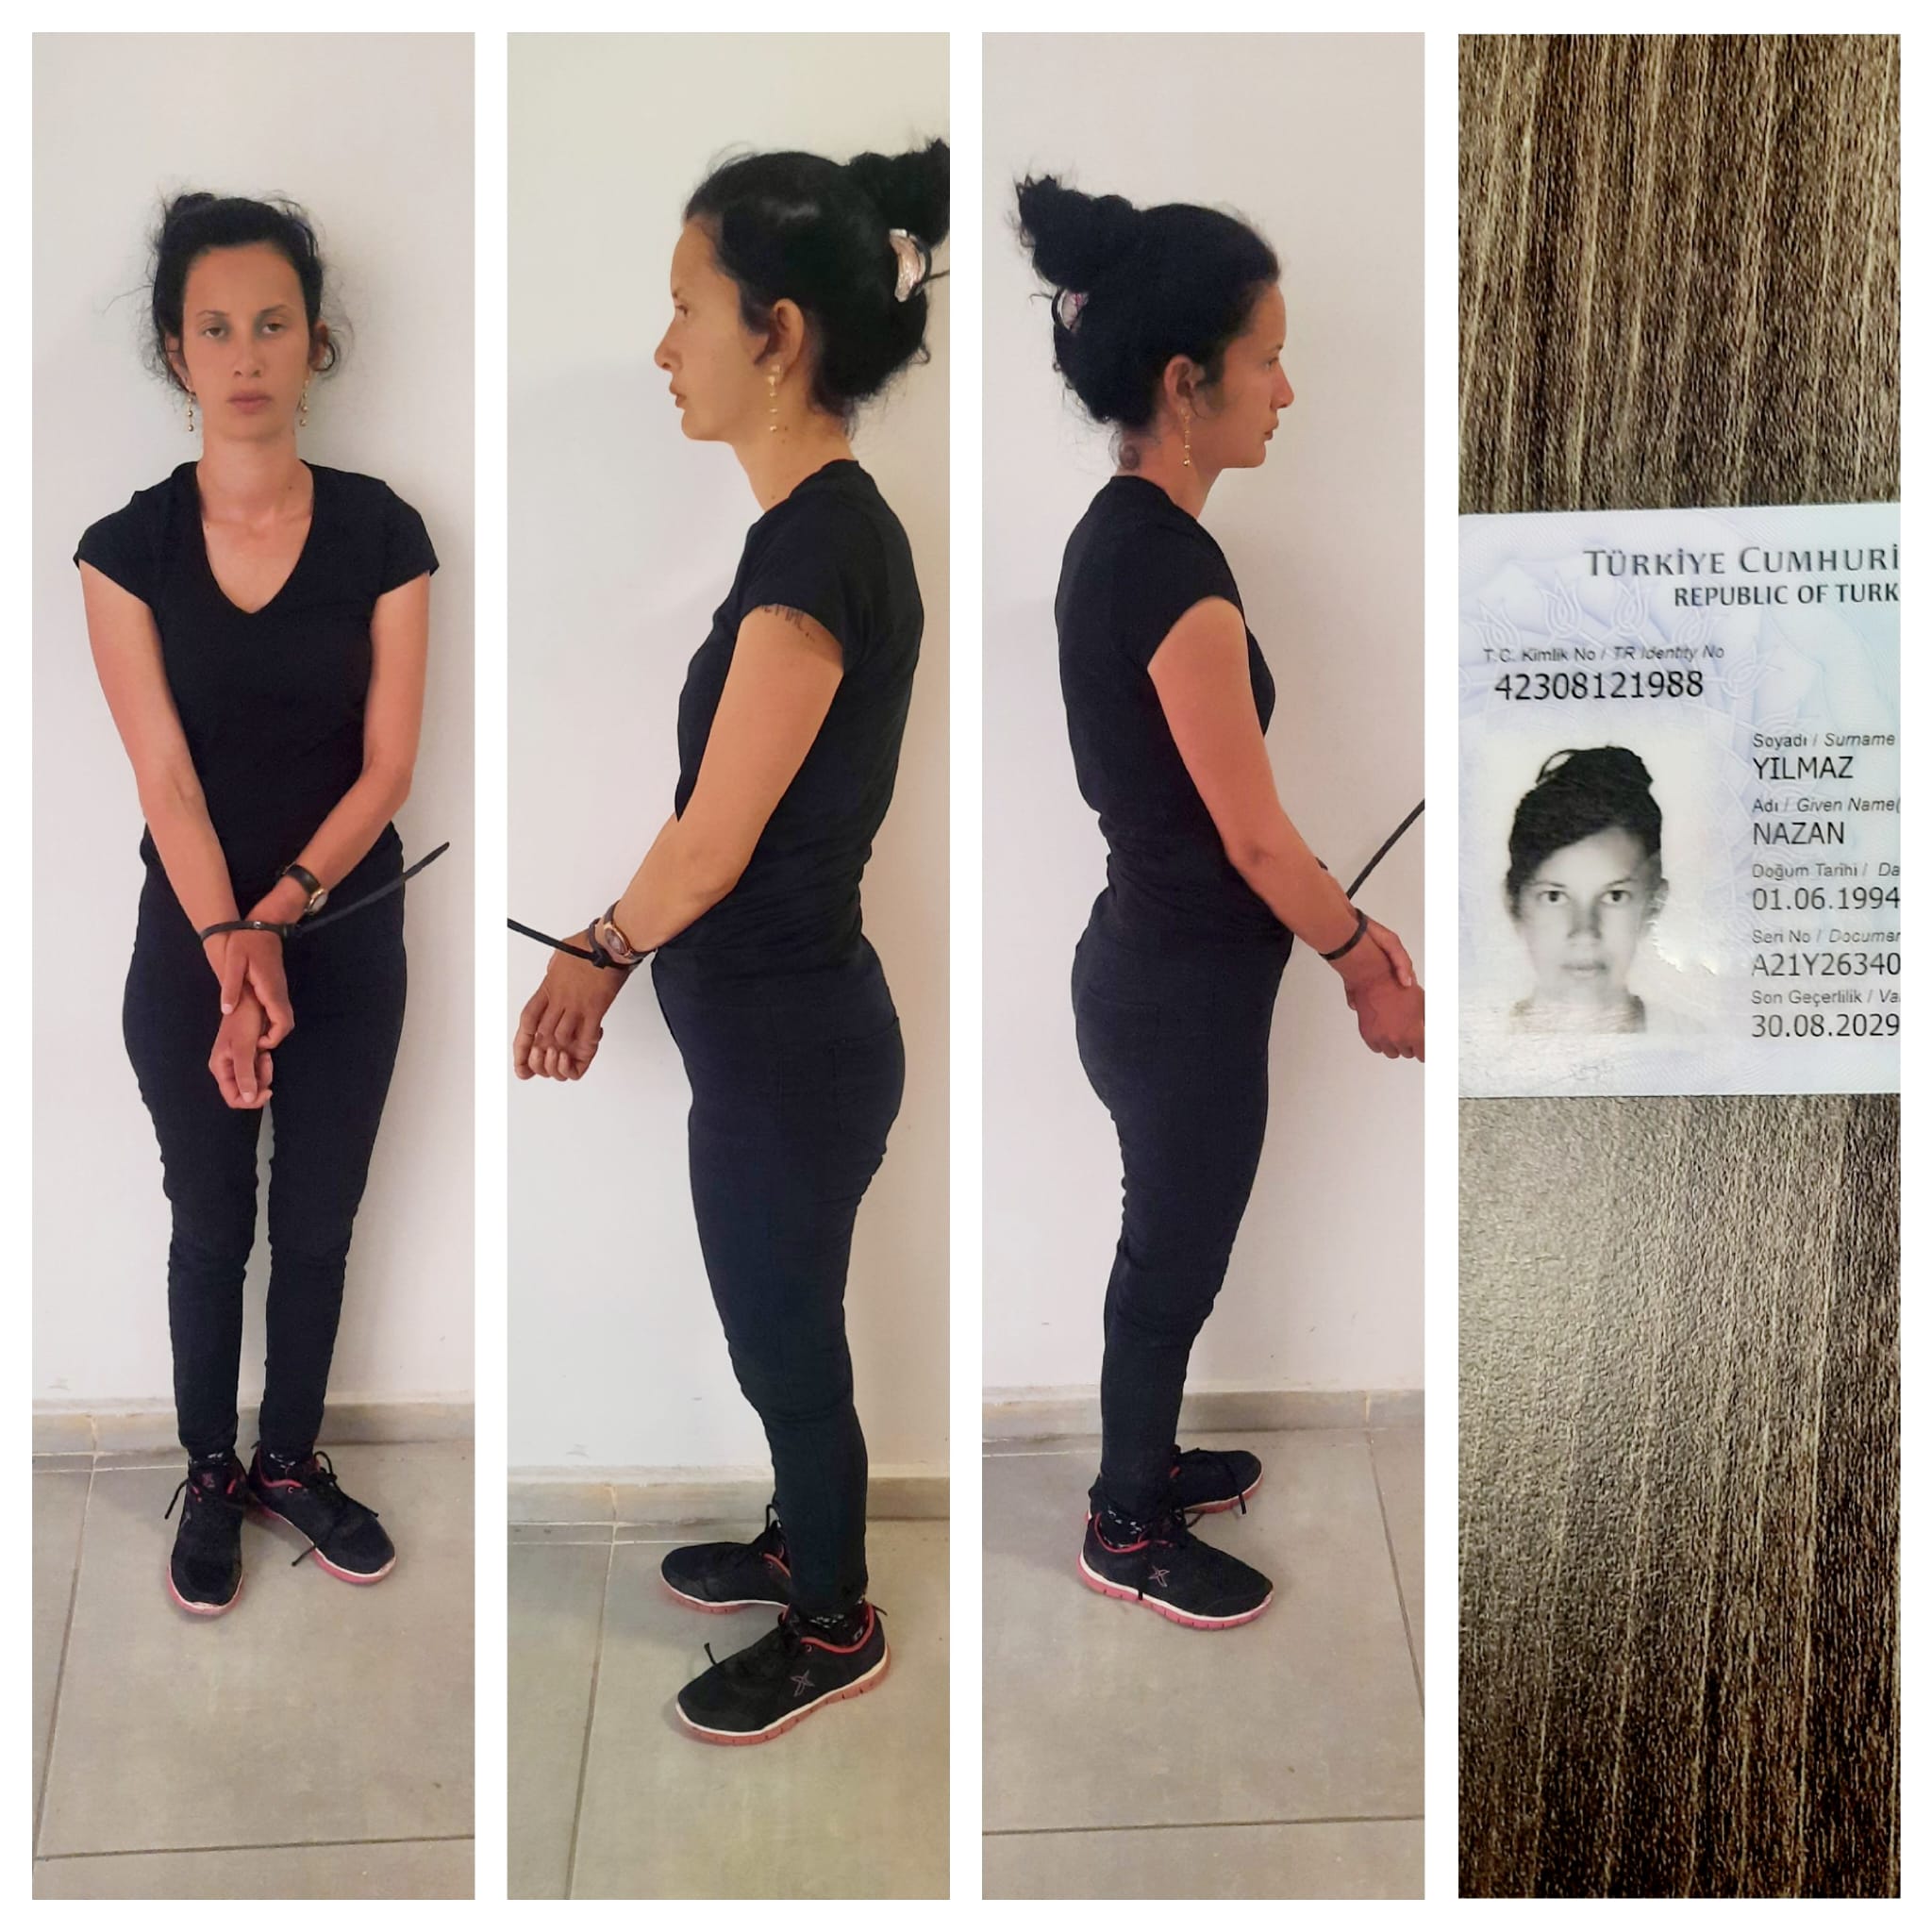 TÜRKİYE CUMHURİ
REPUBLIC OF TURK
T.C. Kimlik No / TR Identity No
42308121988
Soyadı / Surname
YILMAZ
Adı / Given Name(
NAZAN
Doğum Tarihi / Da
01.06.1994
Seri No / Documen
A21Y26340
Son Geçerlilik / Va
30.08.2029